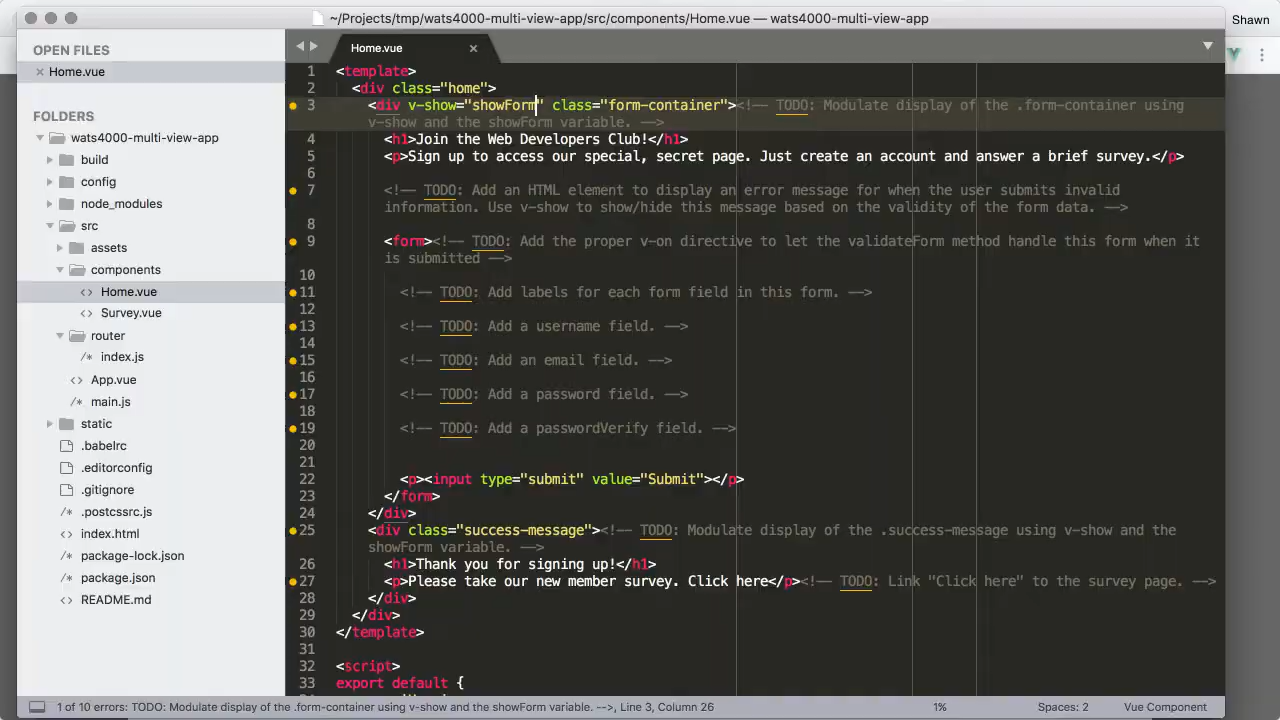 ~/Projects/tmp/wats4000-multi-view-app/src/components/Home.vue — wats4000-multi-view-app
Shawn
OPEN FILES
× Home.vue
FOLDERS
wats4000-multi-view-app
build
config
node_modules
src
assets
components
<> Home.vue
<> Survey.vue
router
/* index.js
<> App.vue
/* main.js
static
.babelrc
.editorconfig
.gitignore
/* .postcssrc.js
<> index.html
/* package-lock.json
/* package.json
<> README.md
Home.vue ×
1 <template>
2 <div class="home">
3 <div v-show="showForm" class="form-container"><!-- TODO: Modulate display of the .form-container using
v-show and the showForm variable. -->
4 <h1>Join the Web Developers Club!</h1>
5 <p>Sign up to access our special, secret page. Just create an account and answer a brief survey.</p>
6
7 <!-- TODO: Add an HTML element to display an error message for when the user submits invalid
information. Use v-show to show/hide this message based on the validity of the form data. -->
8
9 <form><!-- TODO: Add the proper v-on directive to let the validateForm method handle this form when it
is submitted -->
10
11 <!-- TODO: Add labels for each form field in this form. -->
12
13 <!-- TODO: Add a username field. -->
14
15 <!-- TODO: Add an email field. -->
16
17 <!-- TODO: Add a password field. -->
18
19 <!-- TODO: Add a passwordVerify field. -->
20
21
22 <p><input type="submit" value="Submit"></p>
23 </form>
24 </div>
25 <div class="success-message"><!-- TODO: Modulate display of the .success-message using v-show and the
showForm variable. -->
26 <h1>Thank you for signing up!</h1>
27 <p>Please take our new member survey. Click here</p><!-- TODO: Link "Click here" to the survey page. -->
28 </div>
29 </div>
30 </template>
31
32 <script>
33 export default {
1 of 10 errors: TODO: Modulate display of the .form-container using v-show and the showForm variable. -->, Line 3, Column 26
1%
Spaces: 2
Vue Component